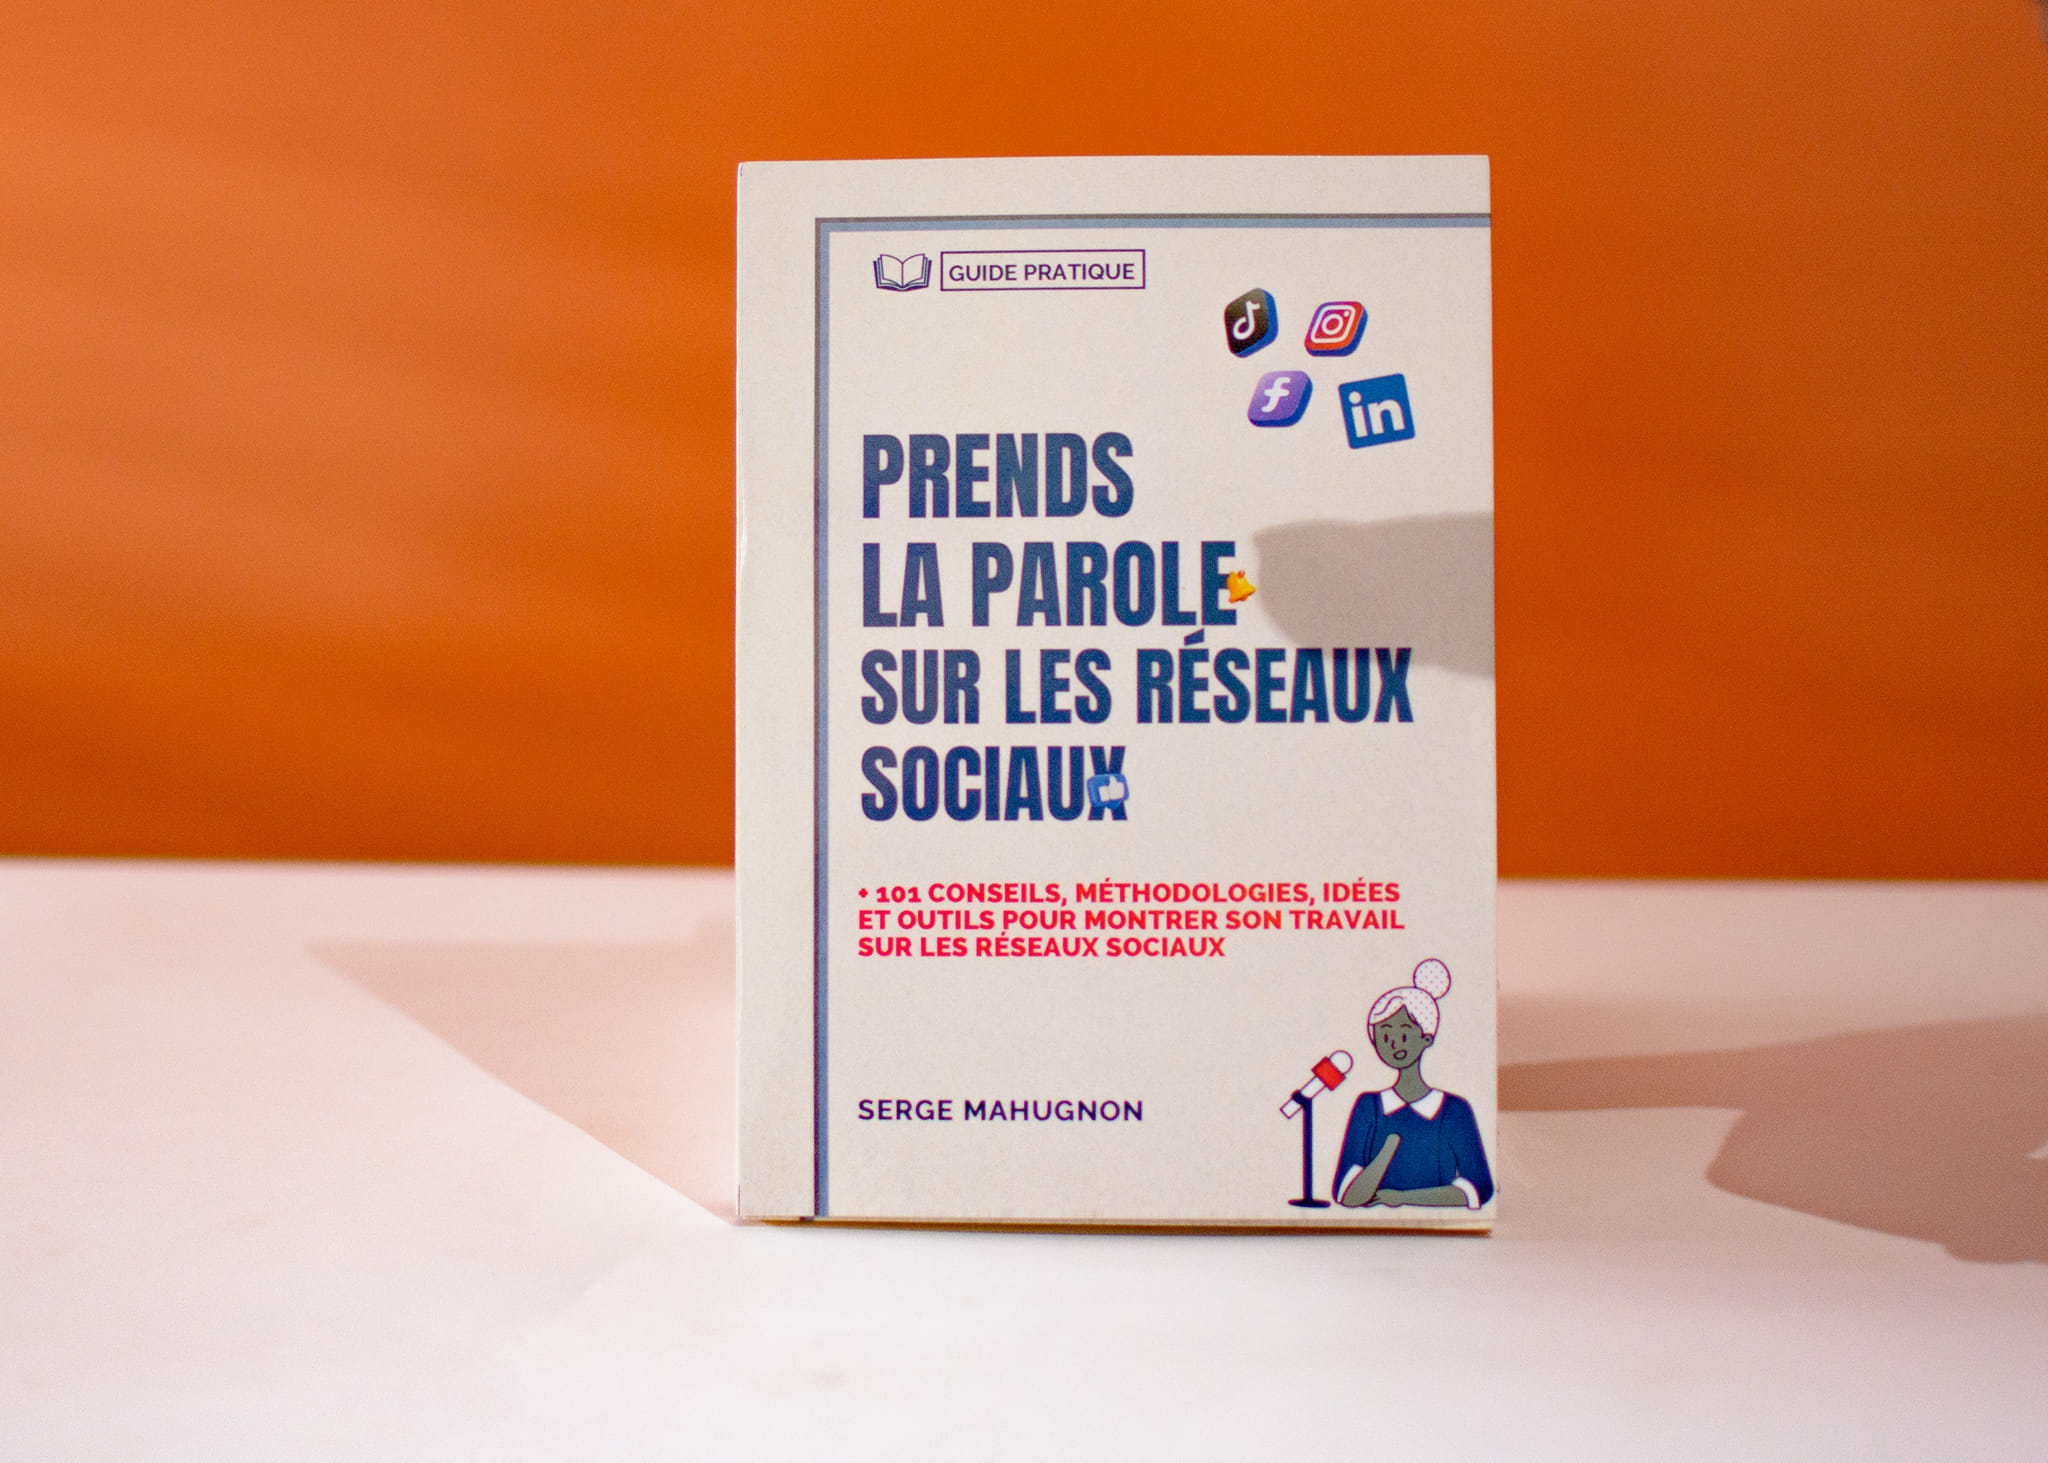 GUIDE PRATIQUE
in
PRENDS
LA PAROLE
SUR LES RÉSEAUX
SOCIAUX
+ 101 CONSEILS, MÉTHODOLOGIES, IDÉES
ET OUTILS POUR MONTRER SON TRAVAIL
SUR LES RÉSEAUX SOCIAUX
SERGE MAHUGNON